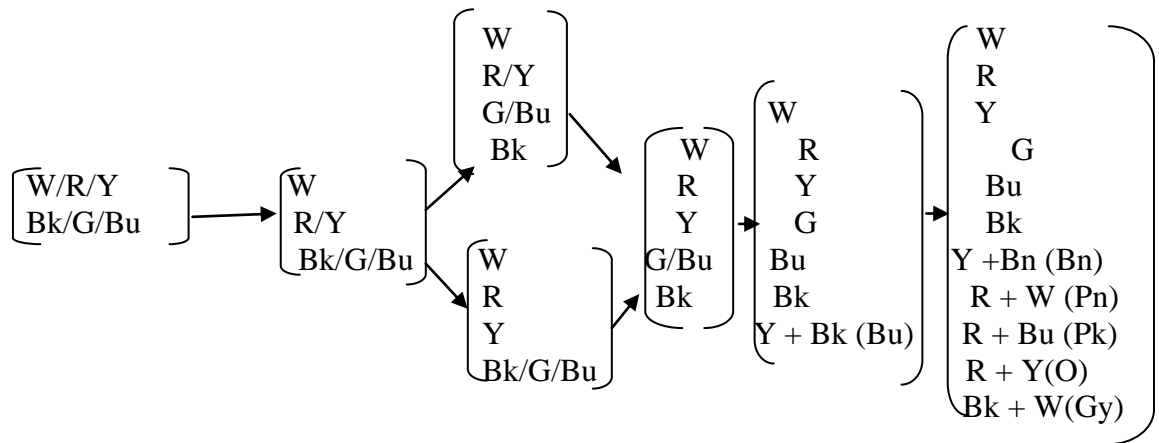 W/R/Y
Bk/G/Bu
W
R/Y
Bk/G/Bu
W
R/Y
G/Bu
Bk
W
R
Y
Bk/G/Bu
W
R
Y
G/Bu
Bk
W
R
Y
G
Bu
Bk
Y + Bk (Bu)
W
R
Y
G
Bu
Bk
Y +Bn (Bn)
R + W (Pn)
R + Bu (Pk)
R + Y(O)
Bk + W(Gy)